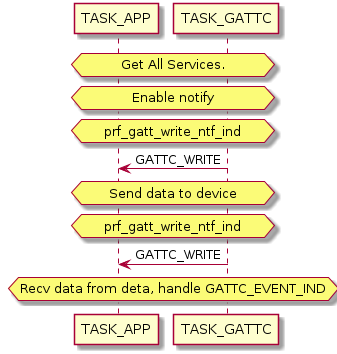 TASK_APP TASK_GATTC
Get All Services.
Enable notify
prf_gatt_write_ntf_ind
GATTC_WRITE
Send data to device
prf_gatt_write_ntf_ind
GATTC_WRITE
Recv data from deta, handle GATTC_EVENT_IND
TASK_APP TASK_GATTC